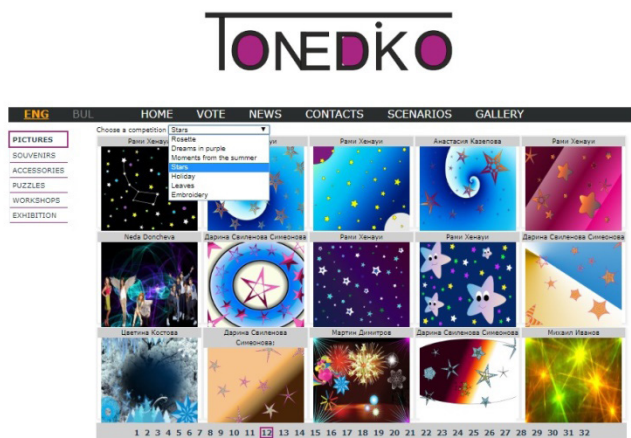 TONEDIKO
ENG BUL HOME VOTE NEWS CONTACTS SCENARIOS GALLERY
Choose a competition Stars
Rosette
Dreams in purple
Moments from the summer
Stars
Holiday
Leaves
Embroidery
PICTURES
SOUVENIRS
ACCESSORIES
PUZZLES
WORKSHOPS
EXHIBITION
Рами Хенауи Рами Хенауи Анастасия Казепова Рами Хенауи
Neda Doncheva Дарина Свиленова Симеонова Рами Хенауи Рами Хенауи Дарина Свиленова Симеонова
Цветина Костова Дарина Свиленова Симеонова; Мартин Димитров Дарина Свиленова Симеонова Михаил Иванов
1 2 3 4 5 6 7 8 9 10 11 12 13 14 15 16 17 18 19 20 21 22 23 24 25 26 27 28 29 30 31 32